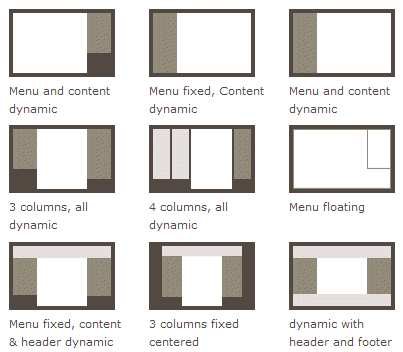 Menu and content
dynamic
Menu fixed, Content
dynamic
Menu and content
dynamic
3 columns, all
dynamic
4 columns, all
dynamic
Menu floating
Menu fixed, content
& header dynamic
3 columns fixed
centered
dynamic with
header and footer